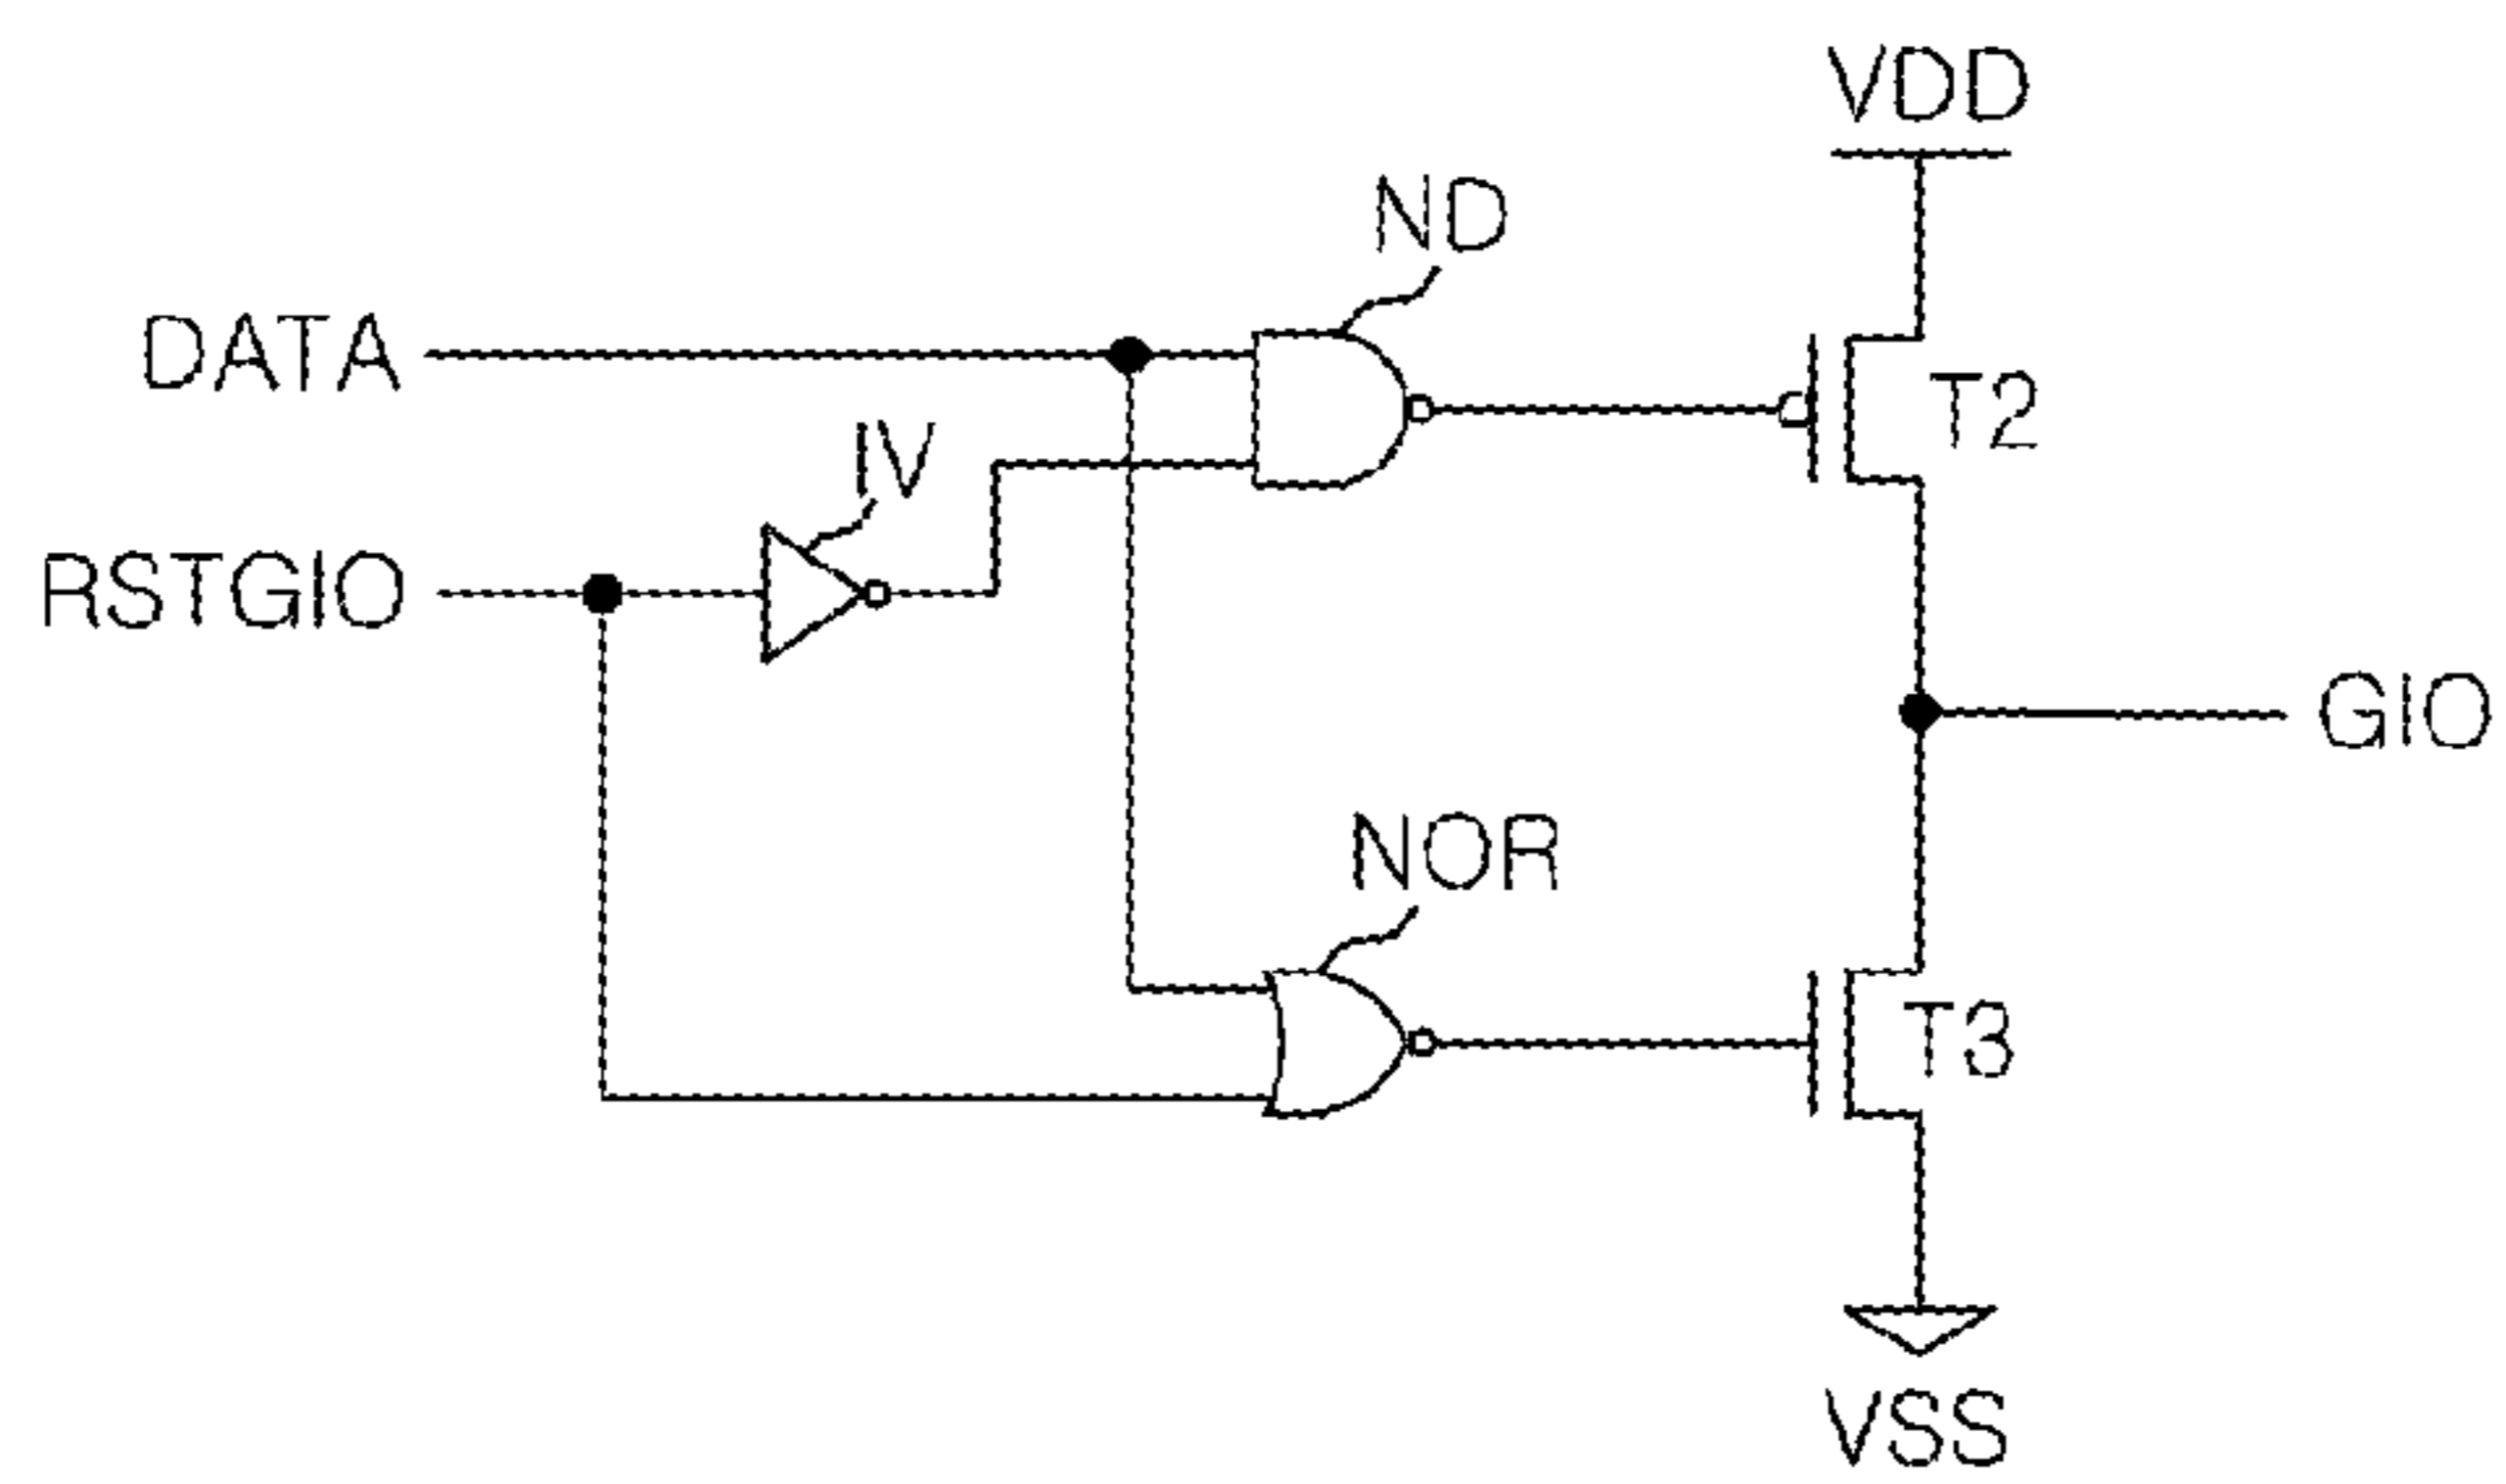 VDD
ND
DATA
T2
IV
RSTGIO
GIO
NOR
T3
VSS